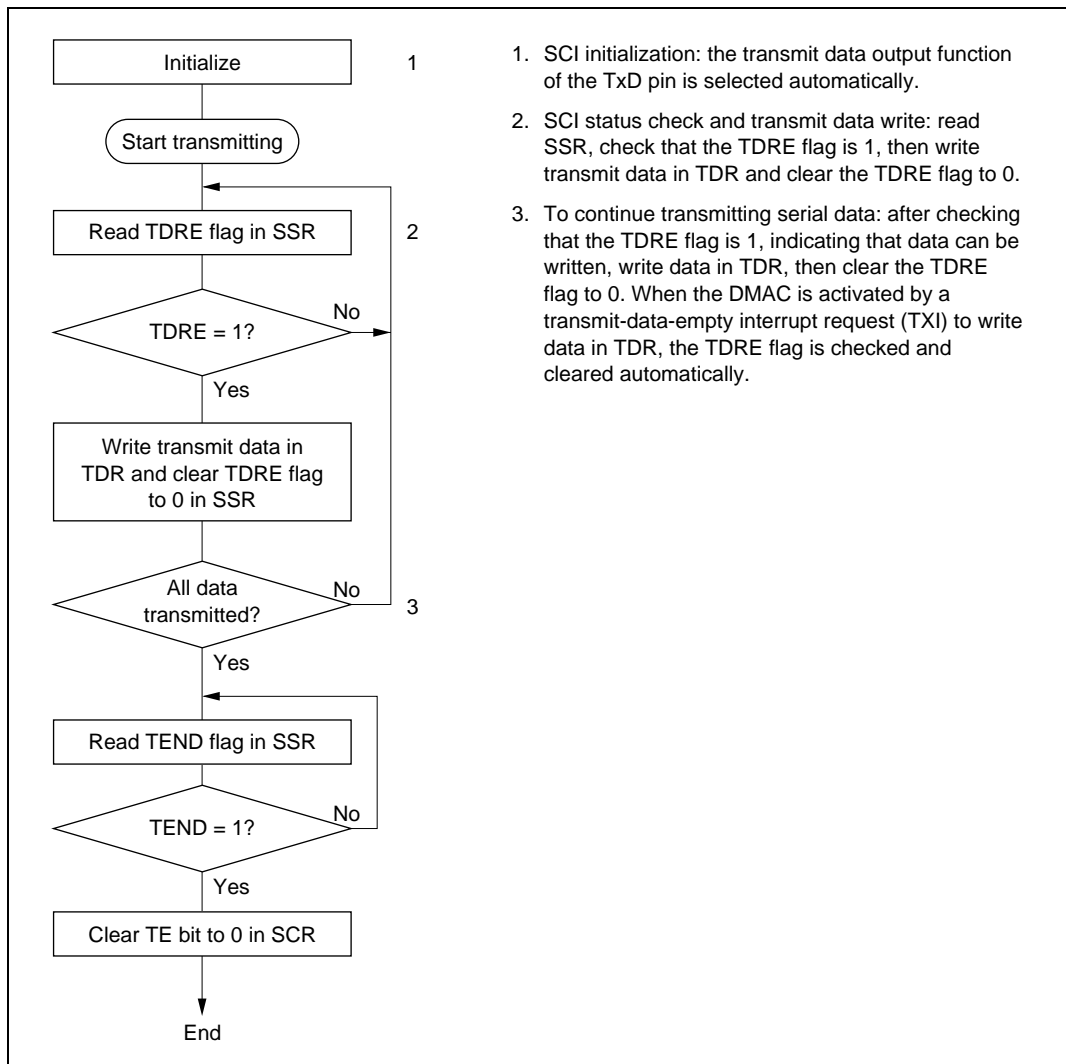 Initialize
1
Start transmitting
Read TDRE flag in SSR
2
TDRE = 1?
No
Yes
Write transmit data in
TDR and clear TDRE flag
to 0 in SSR
All data
transmitted?
No
3
Yes
Read TEND flag in SSR
TEND = 1?
No
Yes
Clear TE bit to 0 in SCR
End
1. SCI initialization: the transmit data output function
of the TxD pin is selected automatically.
2. SCI status check and transmit data write: read
SSR, check that the TDRE flag is 1, then write
transmit data in TDR and clear the TDRE flag to 0.
3. To continue transmitting serial data: after checking
that the TDRE flag is 1, indicating that data can be
written, write data in TDR, then clear the TDRE
flag to 0. When the DMAC is activated by a
transmit-data-empty interrupt request (TXI) to write
data in TDR, the TDRE flag is checked and
cleared automatically.